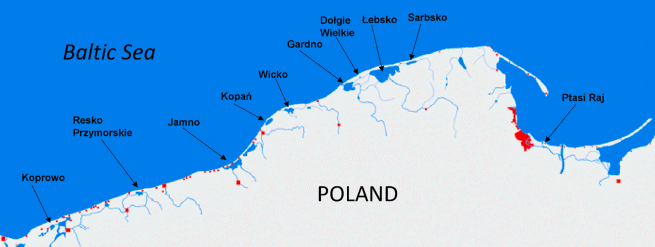 Baltic Sea
Dołgie
Wielkie
Łebsko
Sarbsko
Gardno
Wicko
Kopań
Ptasi Raj
Resko
Przymorskie
Jamno
Koprowo
POLAND